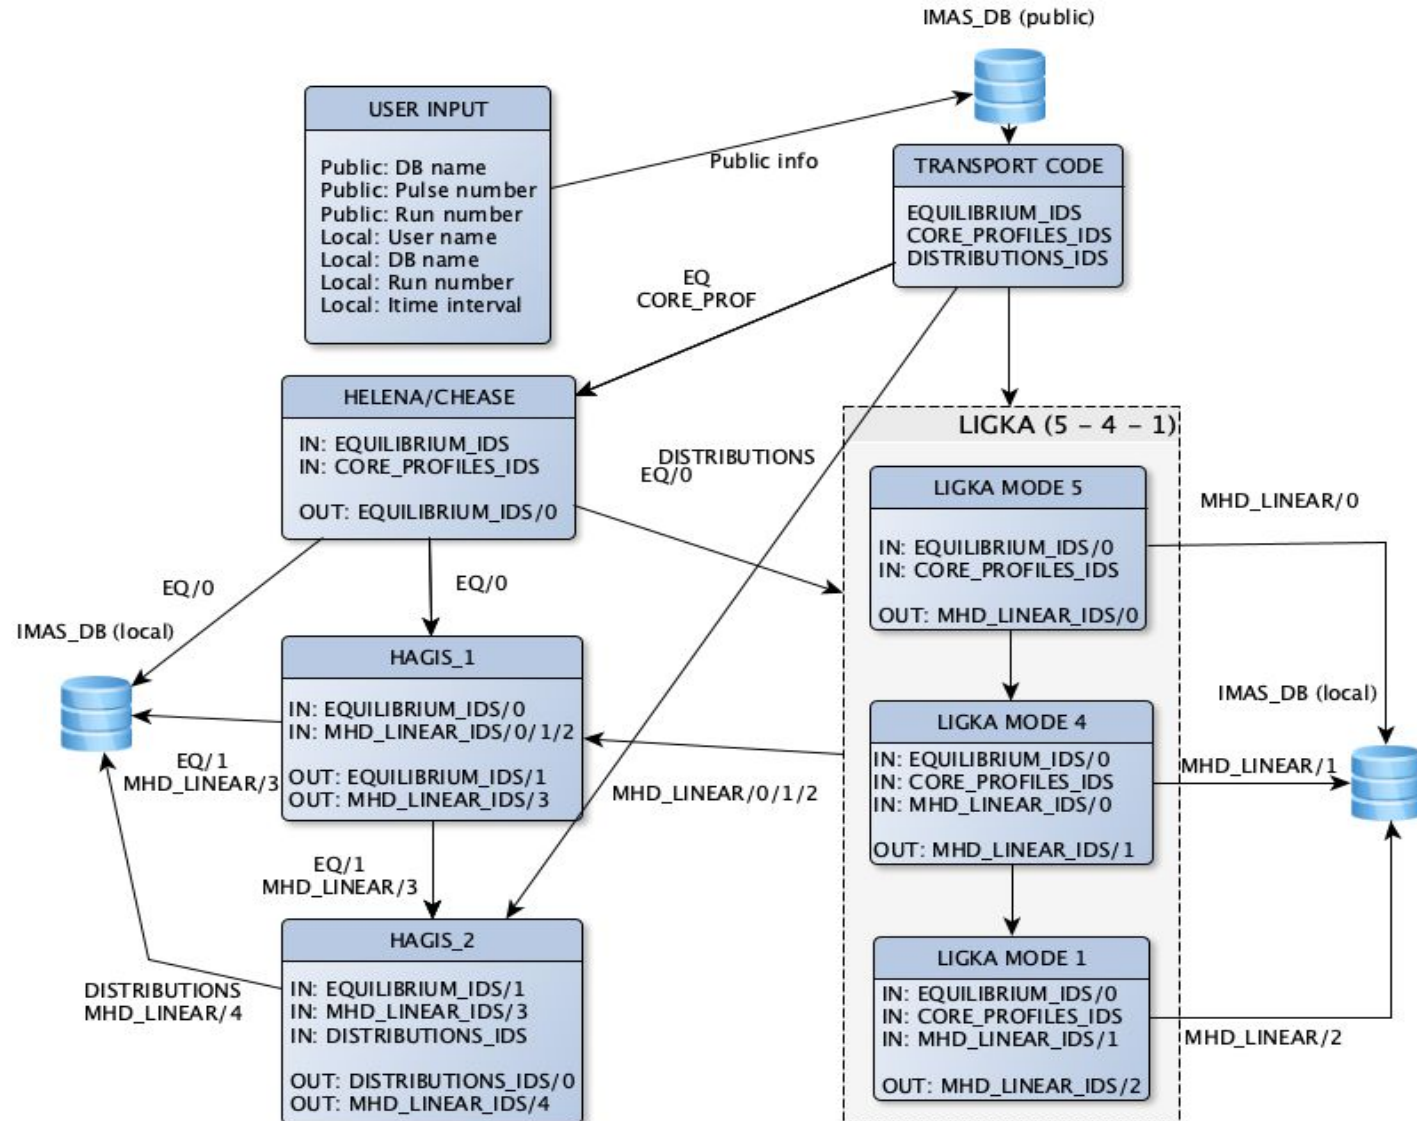 IMAS_DB (public)
USER INPUT
Public: DB name
Public: Pulse number
Public: Run number
Local: User name
Local: DB name
Local: Run number
Local: Itime interval
Public info
TRANSPORT CODE
EQUILIBRIUM_IDS
CORE_PROFILES_IDS
DISTRIBUTIONS_IDS
EQ
CORE_PROF
HELENA/CHEASE
IN: EQUILIBRIUM_IDS
IN: CORE_PROFILES_IDS
OUT: EQUILIBRIUM_IDS/0
DISTRIBUTIONS
EQ/0
LIGKA (5 – 4 – 1)
LIGKA MODE 5
IN: EQUILIBRIUM_IDS/0
IN: CORE_PROFILES_IDS
OUT: MHD_LINEAR_IDS/0
MHD_LINEAR/0
EQ/0
EQ/0
IMAS_DB (local)
HAGIS_1
IN: EQUILIBRIUM_IDS/0
IN: MHD_LINEAR_IDS/0/1/2
OUT: EQUILIBRIUM_IDS/1
OUT: MHD_LINEAR_IDS/3
EQ/1
MHD_LINEAR/3
MHD_LINEAR/0/1/2
LIGKA MODE 4
IN: EQUILIBRIUM_IDS/0
IN: CORE_PROFILES_IDS
IN: MHD_LINEAR_IDS/0
OUT: MHD_LINEAR_IDS/1
IMAS_DB (local)
MHD_LINEAR/1
EQ/1
MHD_LINEAR/3
HAGIS_2
IN: EQUILIBRIUM_IDS/1
IN: MHD_LINEAR_IDS/3
IN: DISTRIBUTIONS_IDS
OUT: DISTRIBUTIONS_IDS/0
OUT: MHD_LINEAR_IDS/4
DISTRIBUTIONS
MHD_LINEAR/4
LIGKA MODE 1
IN: EQUILIBRIUM_IDS/0
IN: CORE_PROFILES_IDS
IN: MHD_LINEAR_IDS/1
OUT: MHD_LINEAR_IDS/2
MHD_LINEAR/2